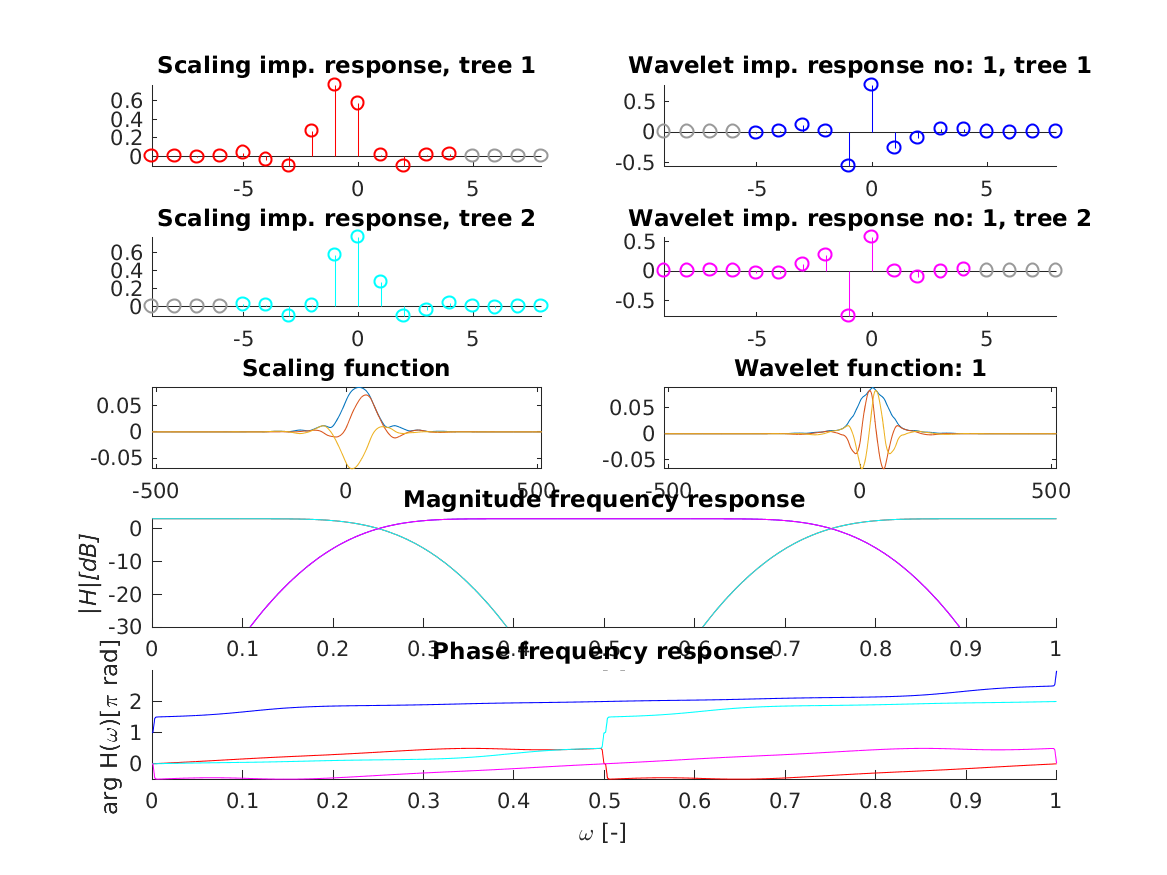 Scaling imp. response, tree 1
Wavelet imp. response no: 1, tree 1
0.6
0.4
0.2
0
-5 0 5
0.5
0
-0.5
-5 0 5
Scaling imp. response, tree 2
Wavelet imp. response no: 1, tree 2
0.6
0.4
0.2
0
-5 0 5
0.5
0
-0.5
-5 0 5
Scaling function
Wavelet function: 1
0.05
0
-0.05
-500 0 500
0.05
0
-0.05
-500 0 500
Magnitude frequency response
|H|[dB]
0
-10
-20
-30
0 0.1 0.2 0.3 0.4 0.5 0.6 0.7 0.8 0.9 1
Phase frequency response
arg H(ω)[π rad]
2
1
0
0 0.1 0.2 0.3 0.4 0.5 0.6 0.7 0.8 0.9 1
ω [-]